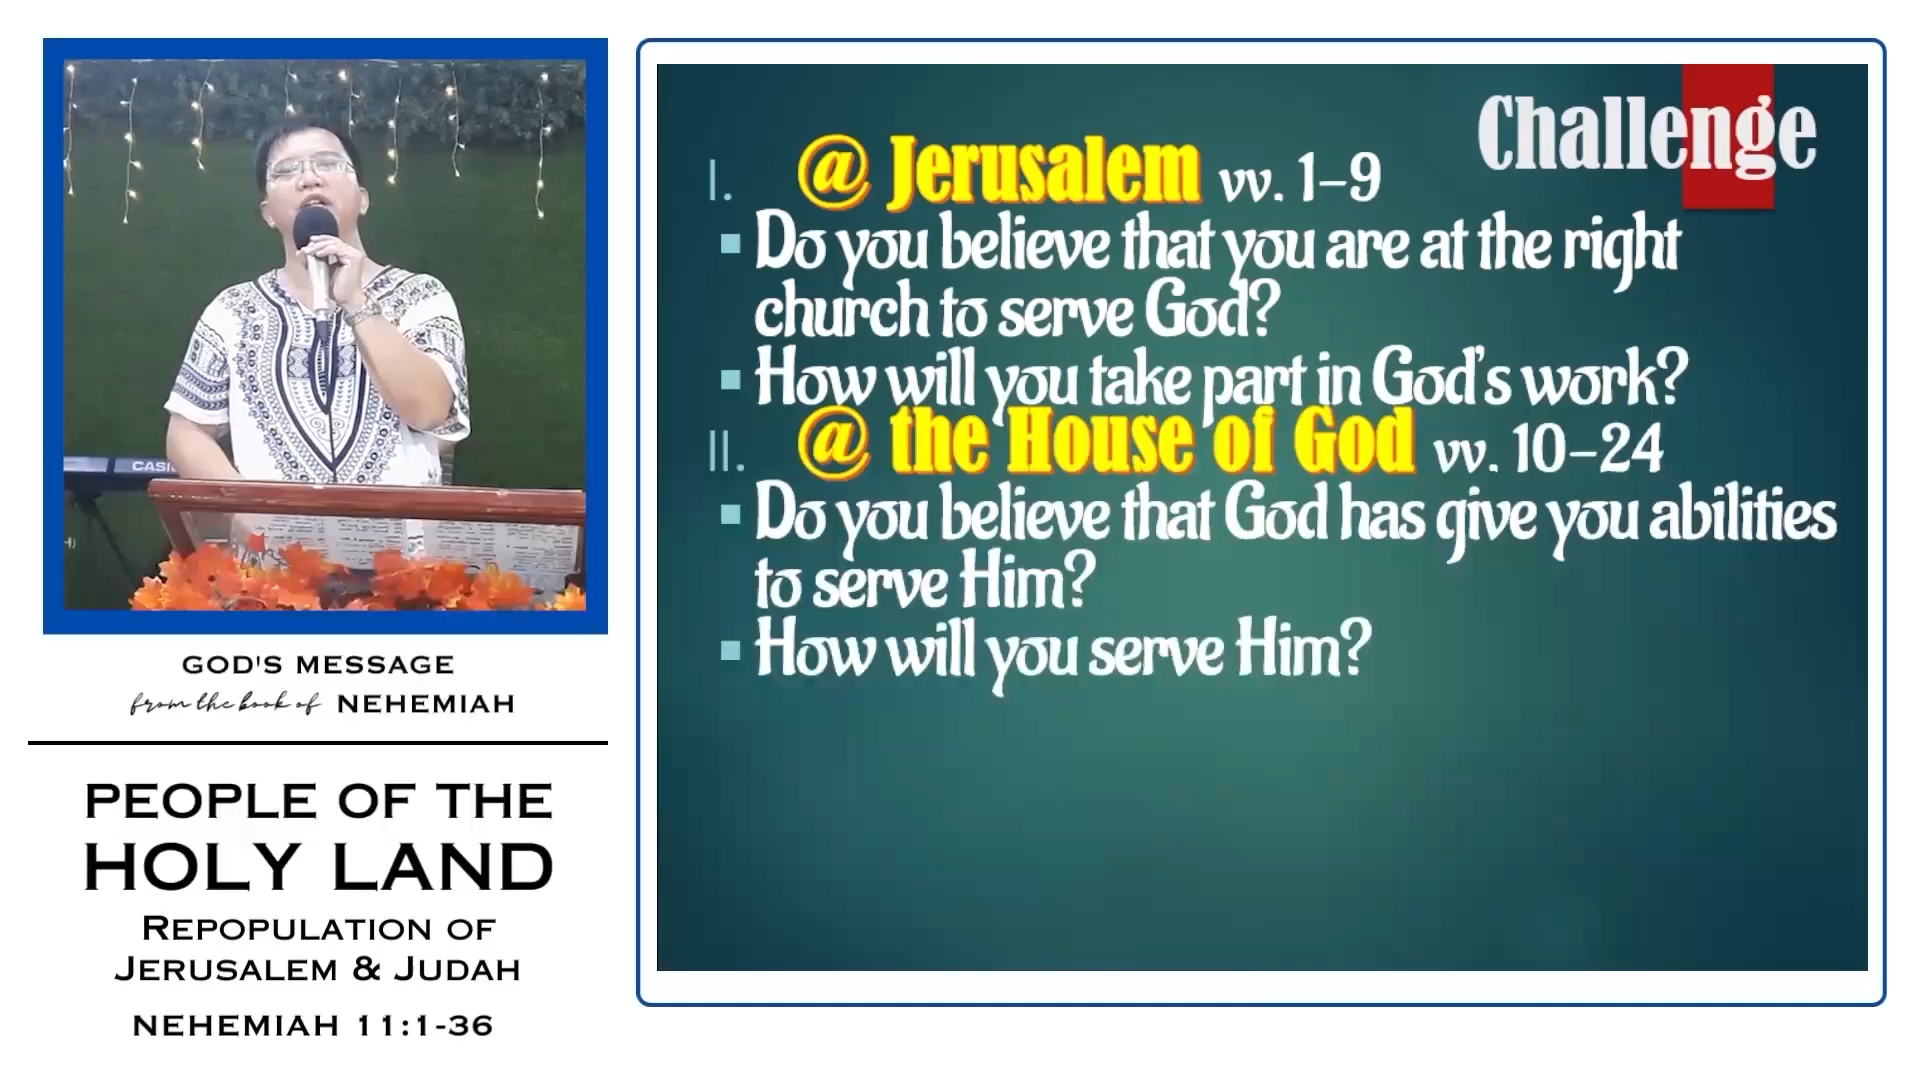 CASI
GOD'S MESSAGE
from the book of NEHEMIAH
PEOPLE OF THE
HOLY LAND
REPOPULATION OF
JERUSALEM & JUDAH
NEHEMIAH 11:1-36
Challenge
I. @ Jerusalem vv. 1–9
▪ Do you believe that you are at the right
church to serve God?
▪ How will you take part in God's work?
II. @ the House of God vv. 10–24
▪ Do you believe that God has give you abilities
to serve Him?
▪ How will you serve Him?